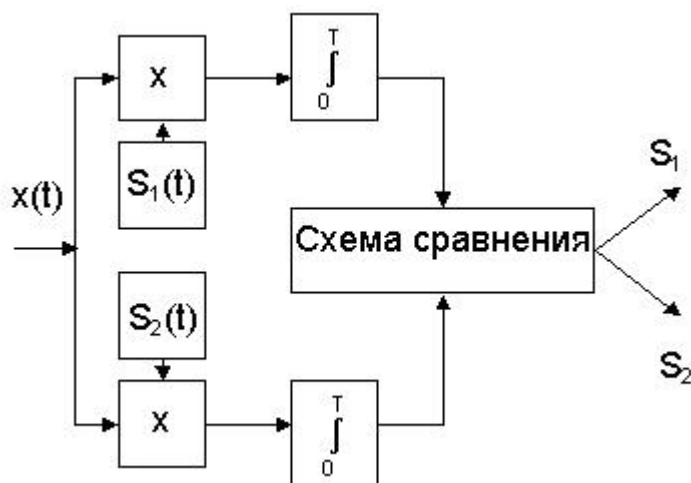 x
T
∫
0
S₁(t)
x(t)
S₁
Схема сравнения
S₂(t)
S₂
x
T
∫
0